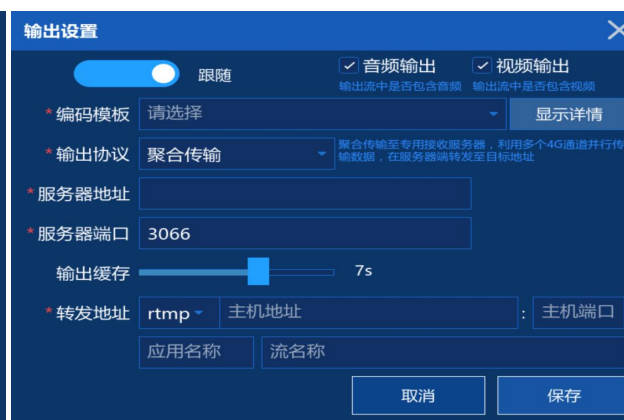 输出设置
跟随
音频输出
视频输出
输出流中是否包含音频
输出流中是否包含视频
*编码模板 请选择 显示详情
*输出协议 聚合传输
聚合传输至专用接收服务器，利用多个4G通道并行传
输数据，在服务器端转发至目标地址
*服务器地址
*服务器端口 3066
输出缓存 7s
*转发地址 rtmp 主机地址 : 主机端口
应用名称 流名称
取消 保存